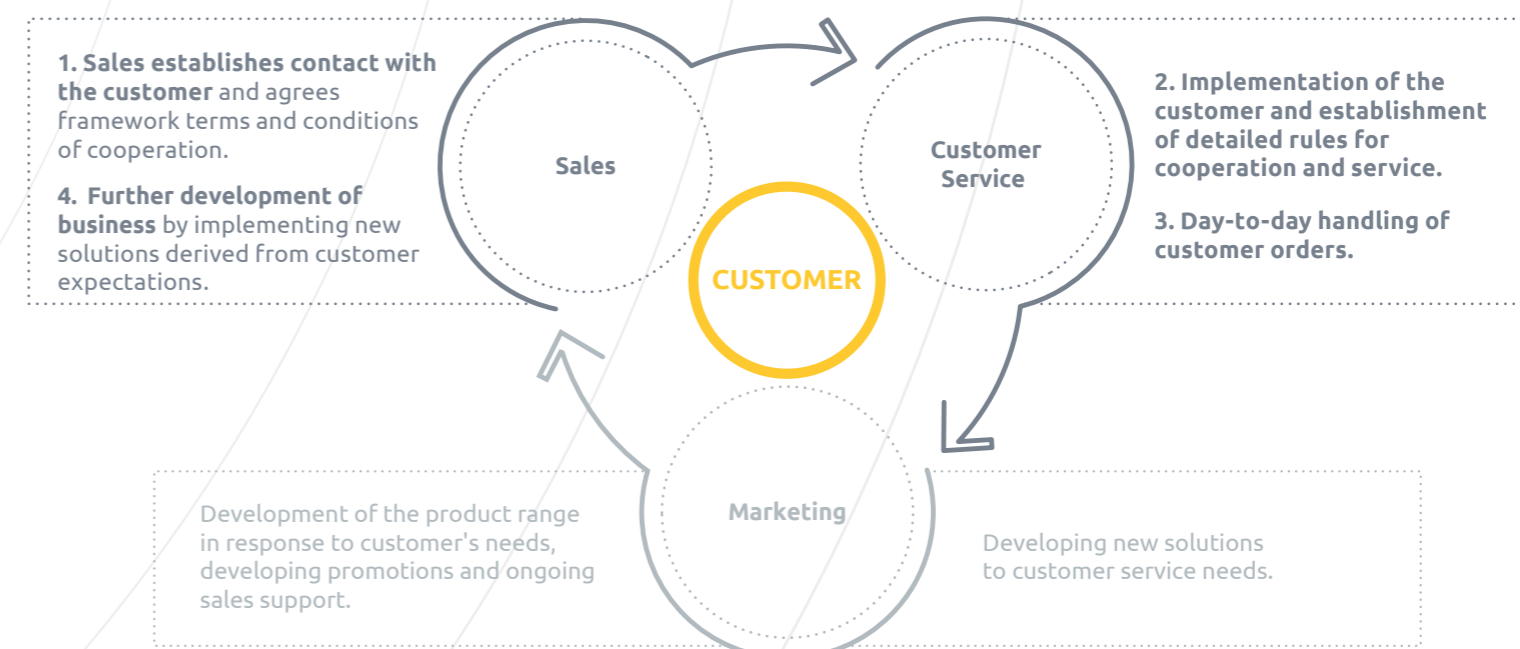 1. Sales establishes contact with
the customer and agrees
framework terms and conditions
of cooperation.
4. Further development of
business by implementing new
solutions derived from customer
expectations.
Sales
Customer
Service
2. Implementation of the
customer and establishment
of detailed rules for
cooperation and service.
3. Day-to-day handling of
customer orders.
CUSTOMER
Marketing
Development of the product range
in response to customer's needs,
developing promotions and ongoing
sales support.
Developing new solutions
to customer service needs.